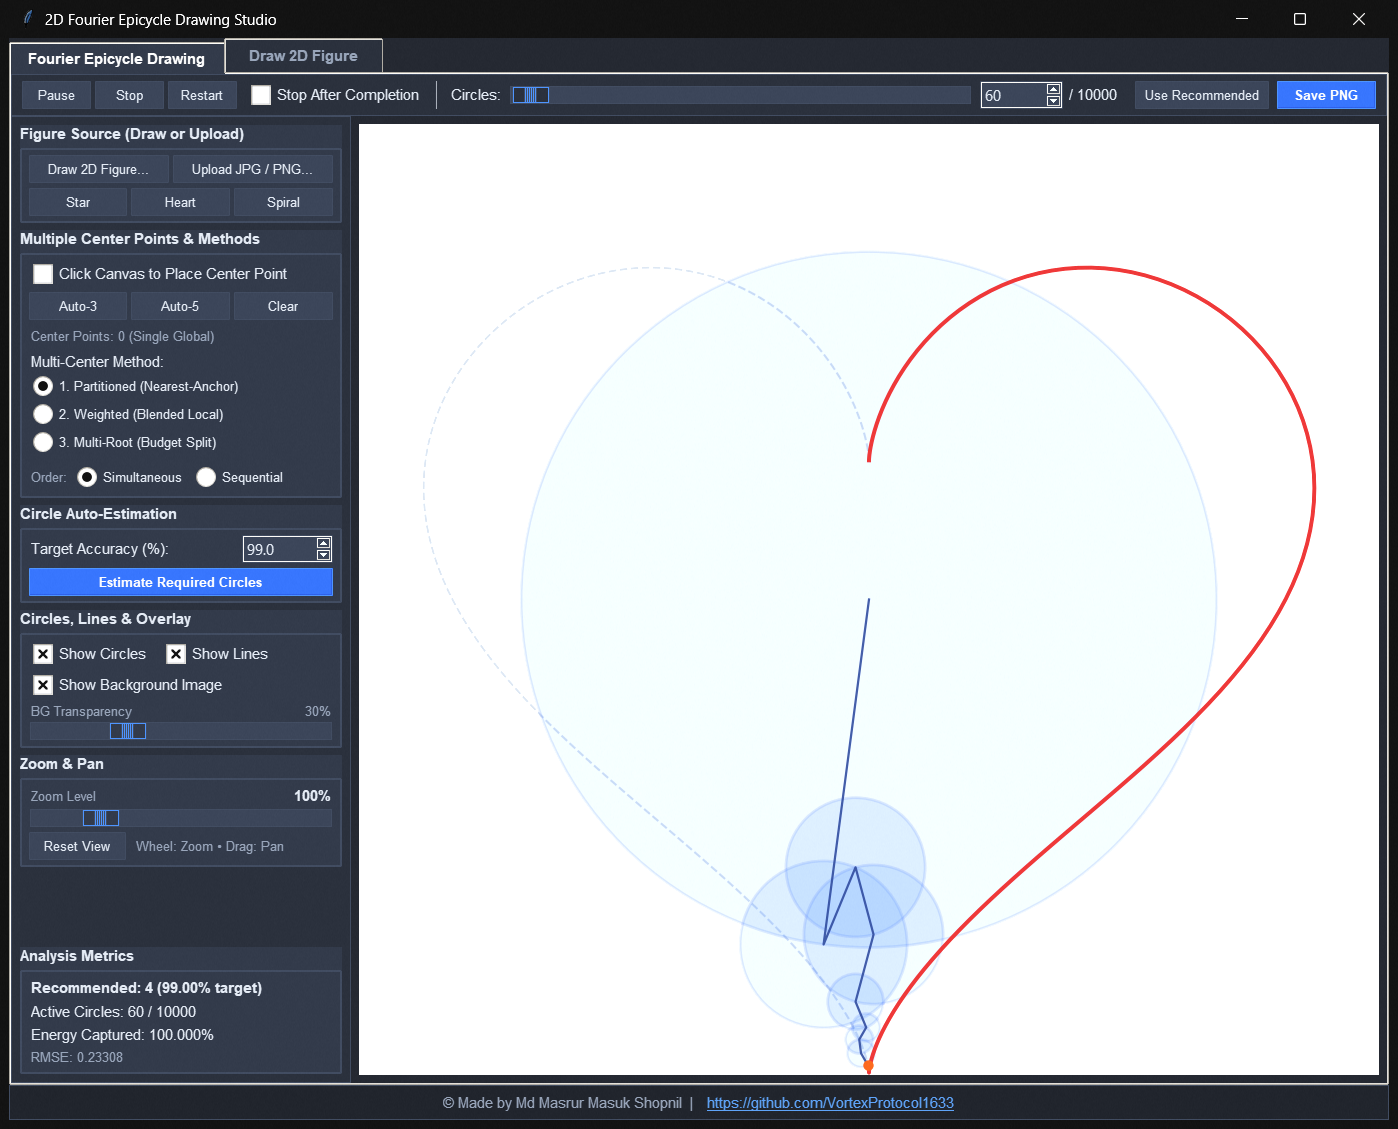 2D Fourier Epicycle Drawing Studio
Fourier Epicycle Drawing
Draw 2D Figure
Pause
Stop
Restart
Stop After Completion
Circles:
60
/ 10000
Use Recommended
Save PNG
Figure Source (Draw or Upload)
Draw 2D Figure...
Upload JPG / PNG...
Star
Heart
Spiral
Multiple Center Points & Methods
Click Canvas to Place Center Point
Auto-3
Auto-5
Clear
Center Points: 0 (Single Global)
Multi-Center Method:
1. Partitioned (Nearest-Anchor)
2. Weighted (Blended Local)
3. Multi-Root (Budget Split)
Order:
Simultaneous
Sequential
Circle Auto-Estimation
Target Accuracy (%):
99.0
Estimate Required Circles
Circles, Lines & Overlay
Show Circles
Show Lines
Show Background Image
BG Transparency
30%
Zoom & Pan
Zoom Level
100%
Reset View
Wheel: Zoom • Drag: Pan
Analysis Metrics
Recommended: 4 (99.00% target)
Active Circles: 60 / 10000
Energy Captured: 100.000%
RMSE: 0.23308
© Made by Md Masrur Masuk Shopnil | https://github.com/VortexProtocol1633